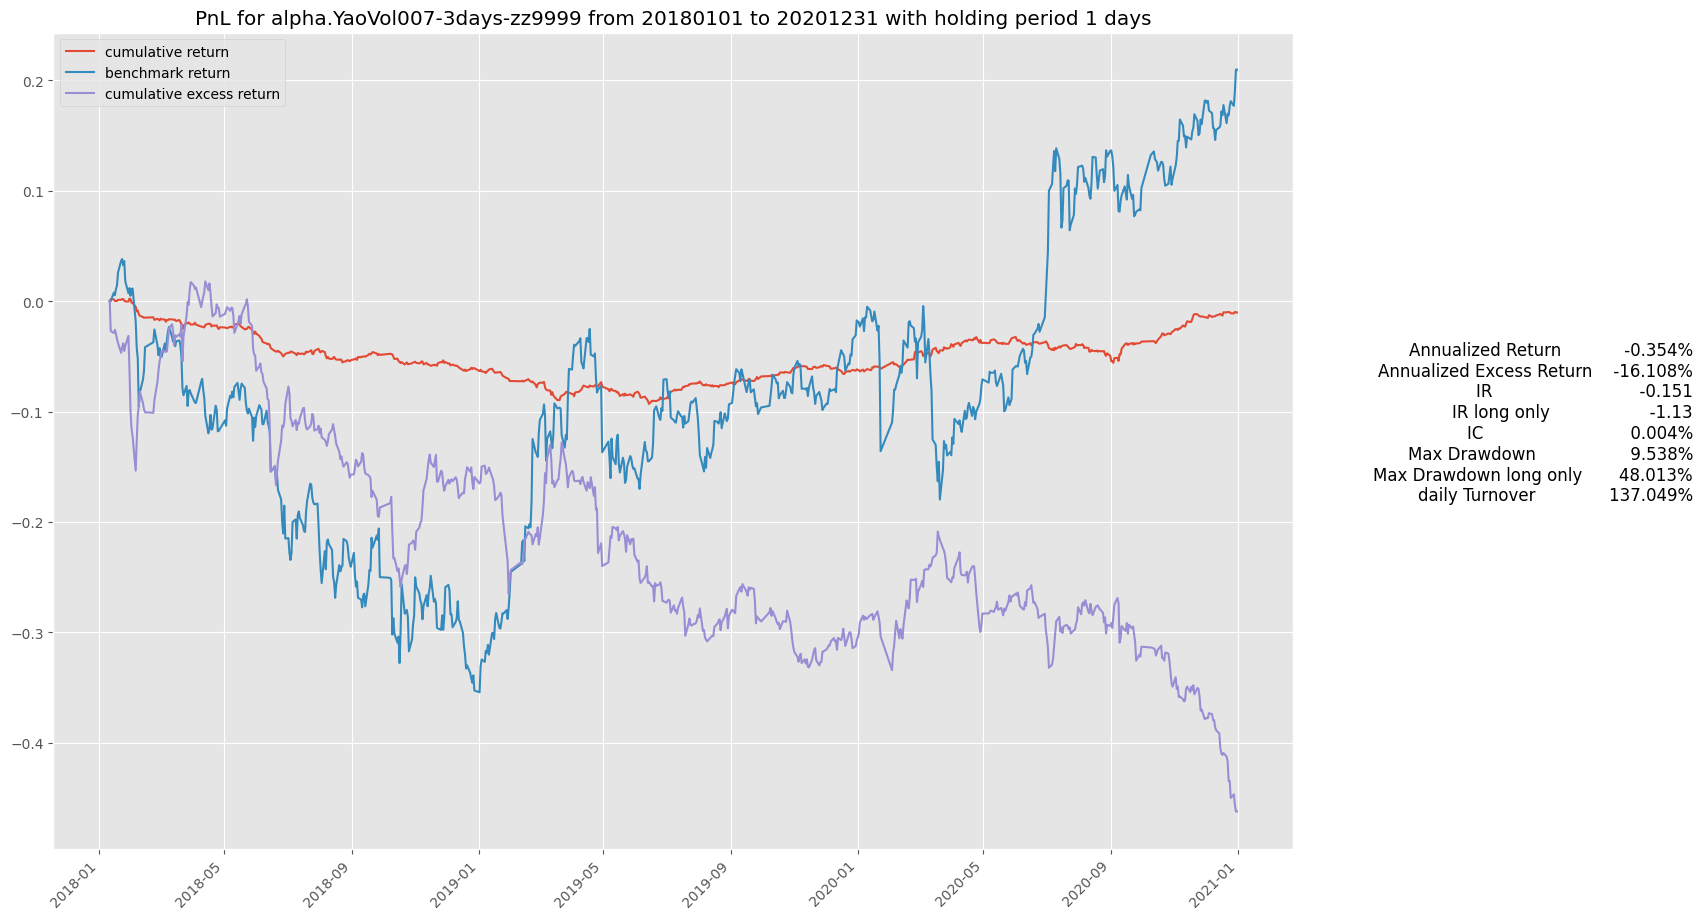 PnL for alpha.YaoVol007-3days-zz9999 from 20180101 to 20201231 with holding period 1 days
cumulative return
benchmark return
cumulative excess return
0.2
0.1
0.0
−0.1
−0.2
−0.3
−0.4
2018-01
2018-05
2018-09
2019-01
2019-05
2019-09
2020-01
2020-05
2020-09
2021-01
Annualized Return -0.354%
Annualized Excess Return -16.108%
IR -0.151
IR long only -1.13
IC 0.004%
Max Drawdown 9.538%
Max Drawdown long only 48.013%
daily Turnover 137.049%